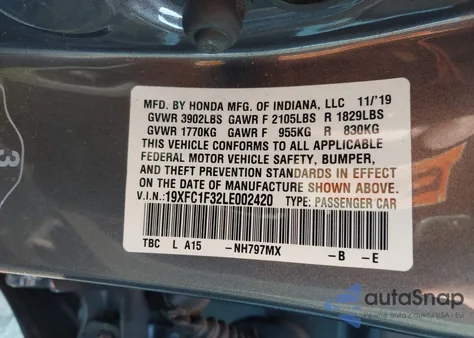 MFD. BY HONDA MFG. OF INDIANA, LLC 11/'19
GVWR 3902LBS GAWR F 2105LBS R 1829LBS
GVWR 1770KG GAWR F 955KG R 830KG
THIS VEHICLE CONFORMS TO ALL APPLICABLE
FEDERAL MOTOR VEHICLE SAFETY, BUMPER,
AND THEFT PREVENTION STANDARDS IN EFFECT
ON THE DATE OF MANUFACTURE SHOWN ABOVE.
V.I.N.:19XFC1F32LE002420 TYPE: PASSENGER CAR
TBC L A15 -NH797MX -B -E
3
autoSnap